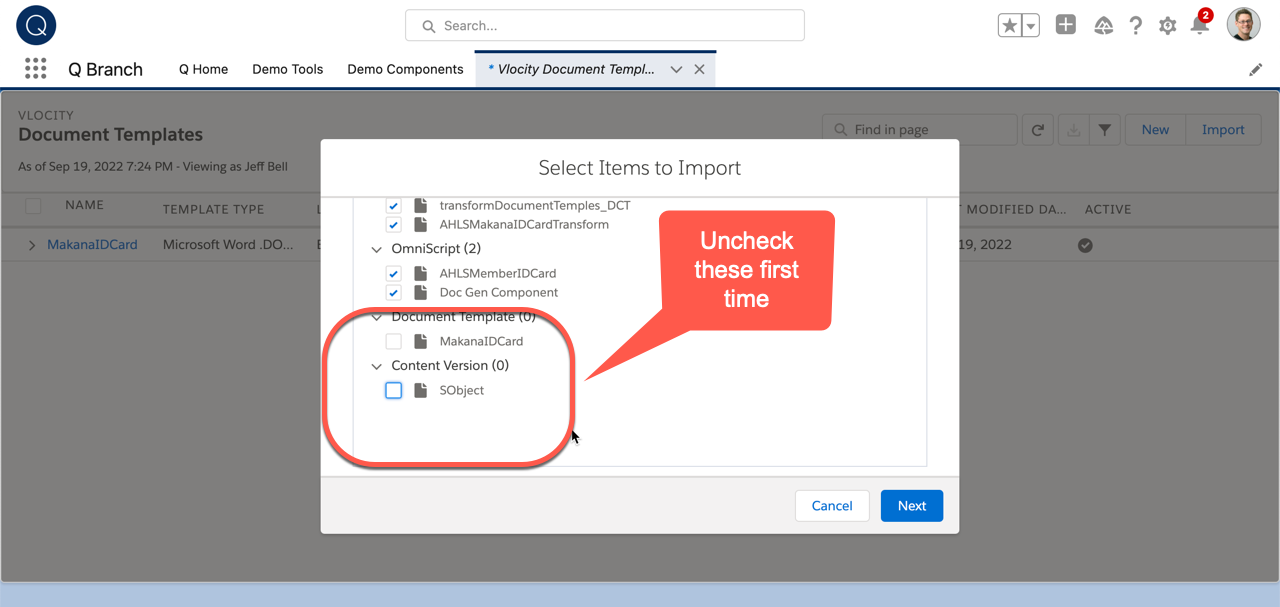 Q
Search...
2
Q Branch
Q Home
Demo Tools
Demo Components
* Vlocity Document Templ...
VLOCITY
Document Templates
As of Sep 19, 2022 7:24 PM - Viewing as Jeff Bell
Find in page
New
Import
NAME
TEMPLATE TYPE
T MODIFIED DA...
ACTIVE
MakanaIDCard
Microsoft Word .DO...
19, 2022
Select Items to Import
transformDocumentTemples_DCT
AHLSMakanaIDCardTransform
OmniScript (2)
AHLSMemberIDCard
Doc Gen Component
Document Template (0)
MakanaIDCard
Content Version (0)
SObject
Uncheck
these first
time
Cancel
Next